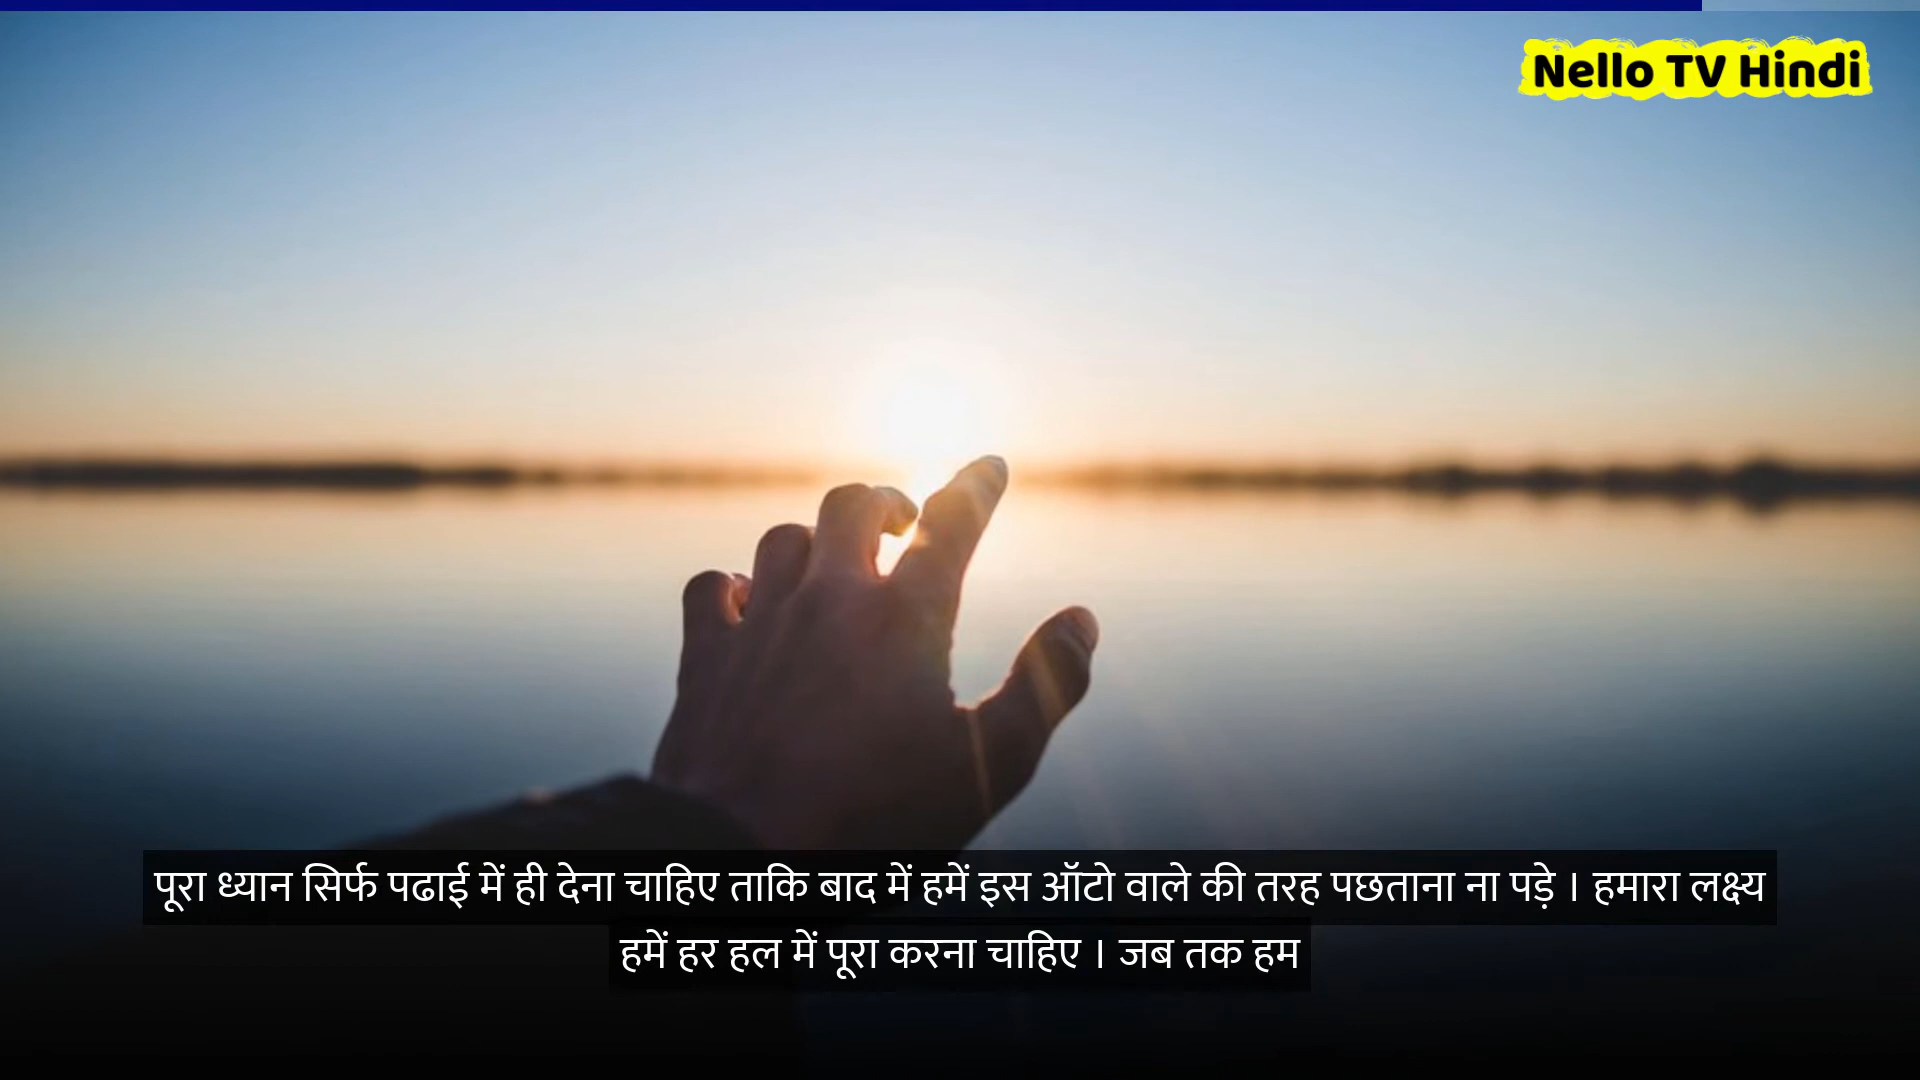 Nello TV Hindi
पूरा ध्यान सिर्फ पढाई में ही देना चाहिए ताकि बाद में हमें इस ऑटो वाले की तरह पछताना ना पड़े । हमारा लक्ष्य
हमें हर हल में पूरा करना चाहिए । जब तक हम